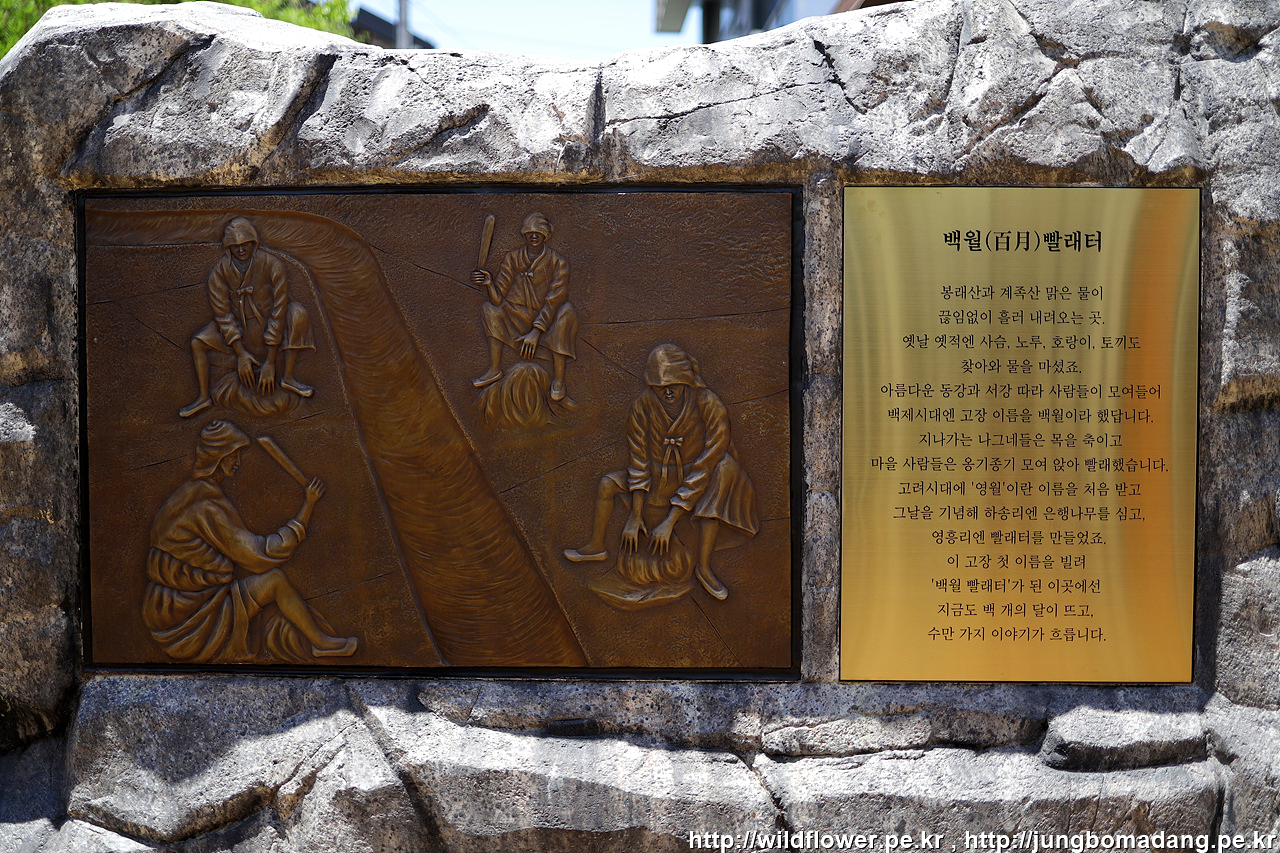 백월(百月)빨래터
봉래산과 계족산 맑은 물이
끊임없이 흘러 내려오는 곳.
옛날 옛적엔 사슴, 노루, 호랑이, 토끼도
찾아와 물을 마셨죠.
아름다운 동강과 서강 따라 사람들이 모여들어
백제시대엔 고장 이름을 백월이라 했답니다.
지나가는 나그네들은 목을 축이고
마을 사람들은 옹기종기 모여 앉아 빨래했습니다.
고려시대에 '영월'이란 이름을 처음 받고
그날을 기념해 하송리엔 은행나무를 심고,
영흥리엔 빨래터를 만들었죠.
이 고장 첫 이름을 빌려
'백월 빨래터'가 된 이곳에선
지금도 백 개의 달이 뜨고,
수만 가지 이야기가 흐릅니다.
http://wildflower.pe.kr , http://jungbomadang.pe.kr